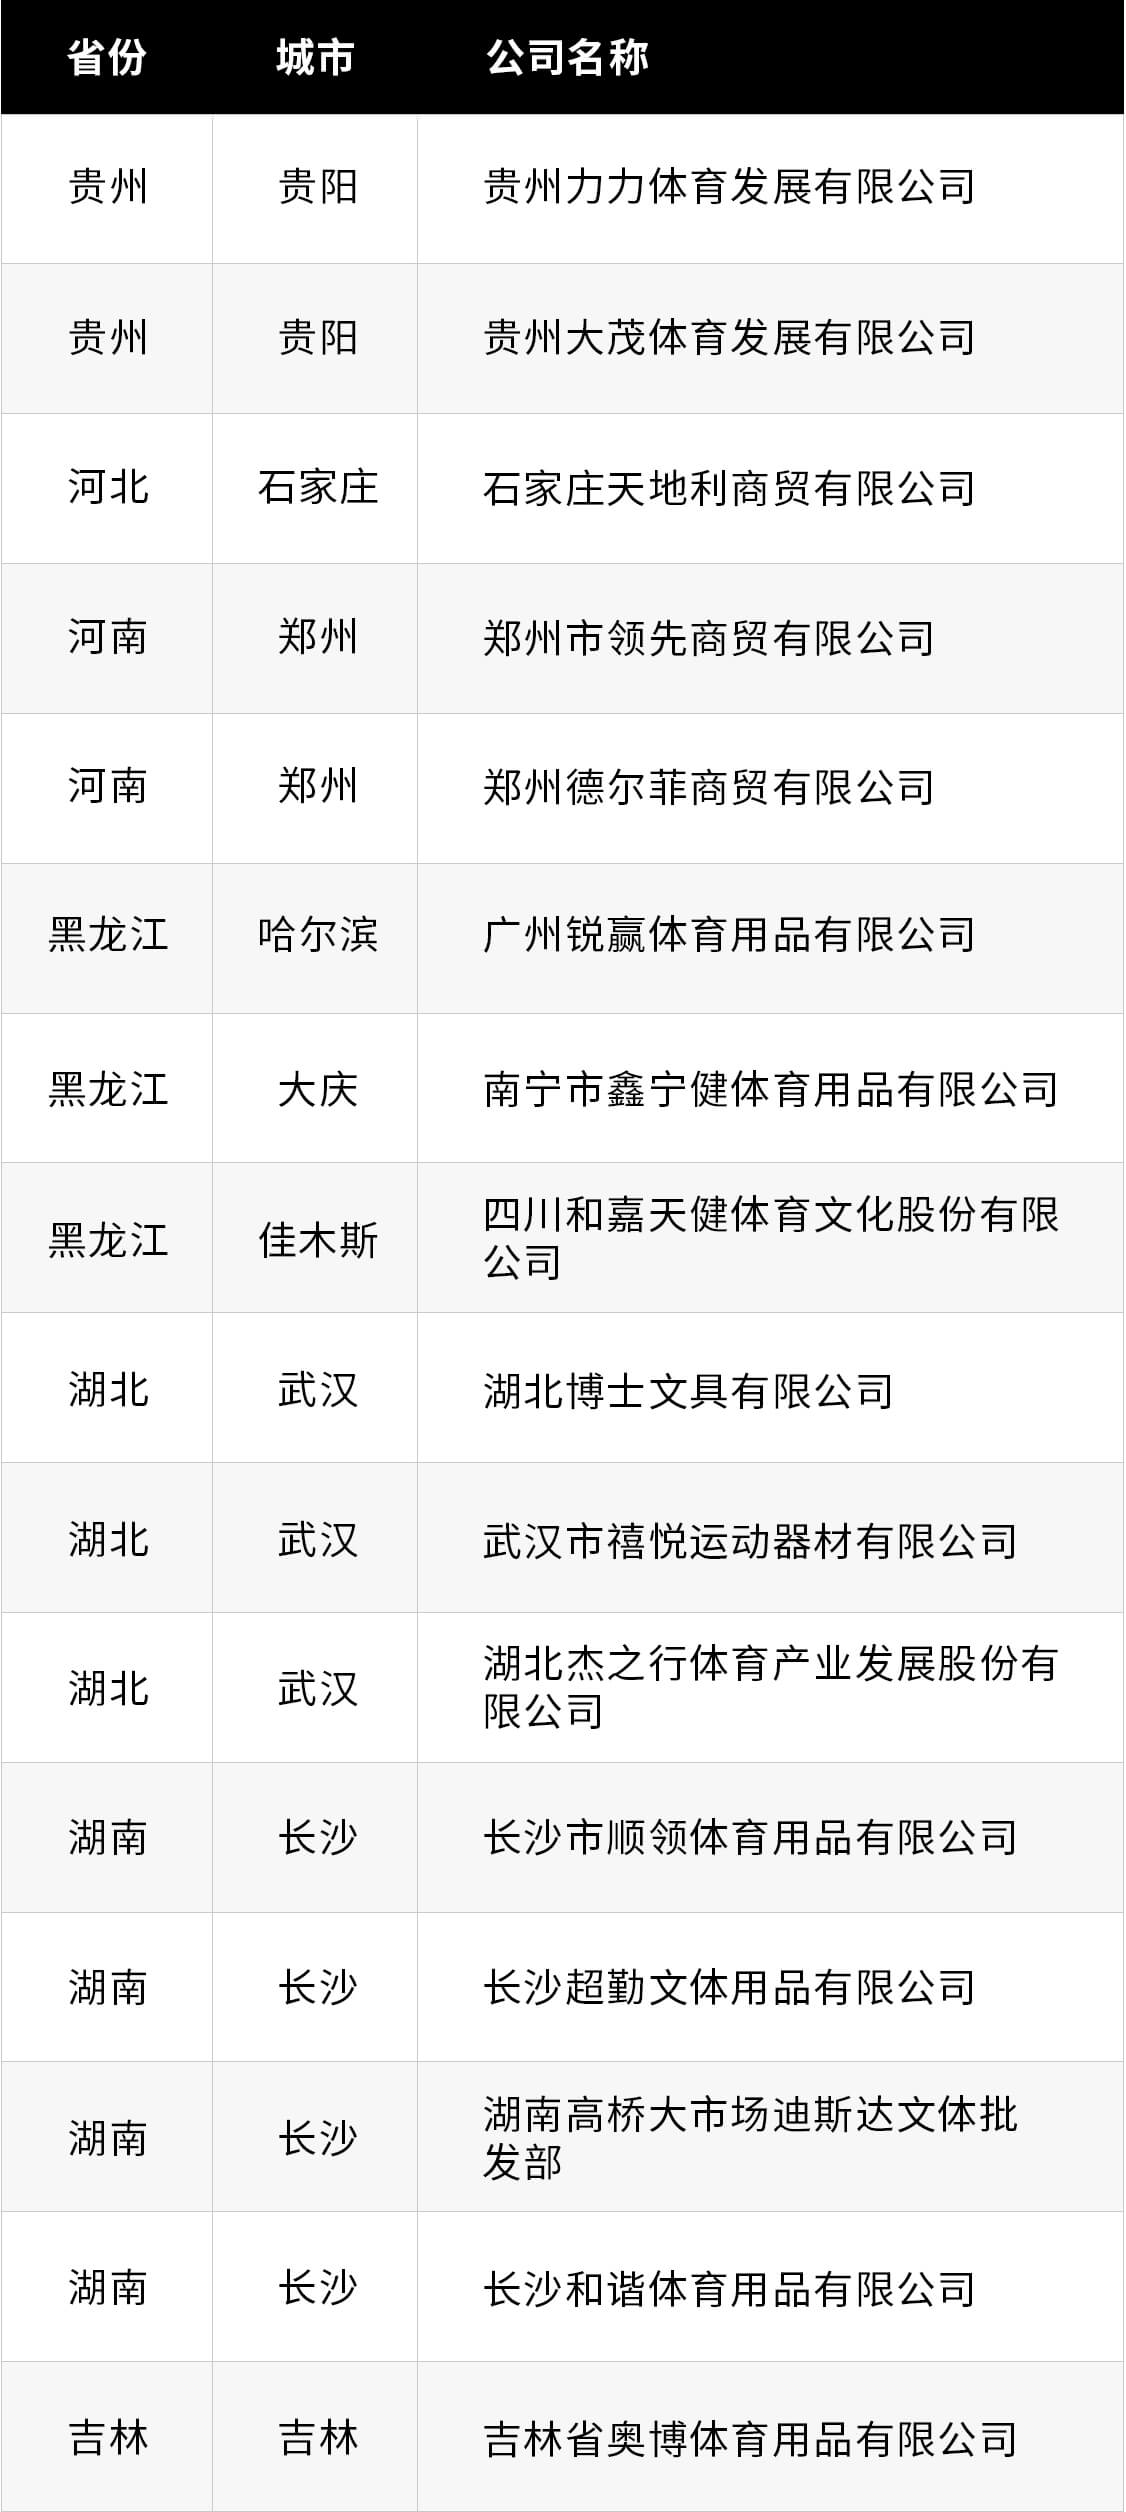 省份 城市 公司名称
贵州 贵阳 贵州力力体育发展有限公司
贵州 贵阳 贵州大茂体育发展有限公司
河北 石家庄 石家庄天地利商贸有限公司
河南 郑州 郑州市领先商贸有限公司
河南 郑州 郑州德尔菲商贸有限公司
黑龙江 哈尔滨 广州锐赢体育用品有限公司
黑龙江 大庆 南宁市鑫宁健体育用品有限公司
黑龙江 佳木斯 四川和嘉天健体育文化股份有限
公司
湖北 武汉 湖北博士文具有限公司
湖北 武汉 武汉市禧悦运动器材有限公司
湖北 武汉 湖北杰之行体育产业发展股份有
限公司
湖南 长沙 长沙市顺领体育用品有限公司
湖南 长沙 长沙超勤文体用品有限公司
湖南 长沙 湖南高桥大市场迪斯达文体批
发部
湖南 长沙 长沙和谐体育用品有限公司
吉林 吉林 吉林省奥博体育用品有限公司